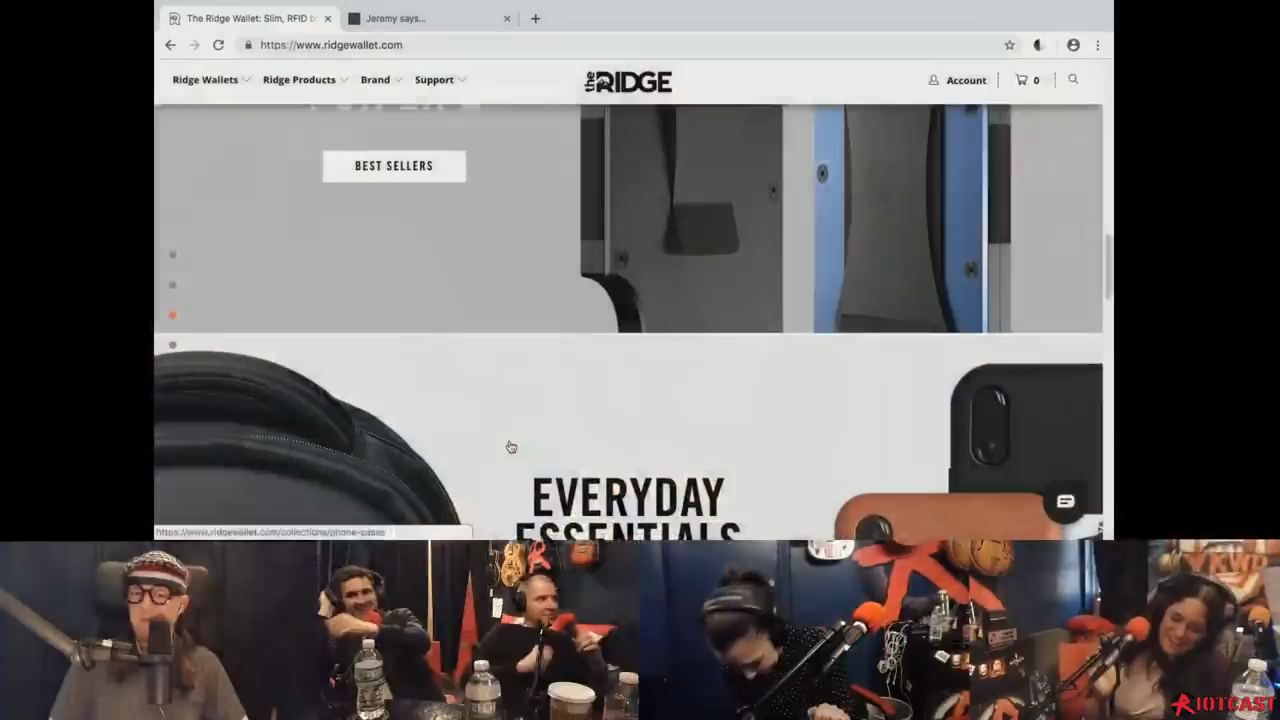 The Ridge Wallet: Slim, RFID b
Jeremy says...
https://www.ridgewallet.com
Ridge Wallets
Ridge Products
Brand
Support
the RIDGE
Account
0
BEST SELLERS
EVERYDAY
ESSENTIALS
https://www.ridgewallet.com/collections/phone-cases
RIOTCAST